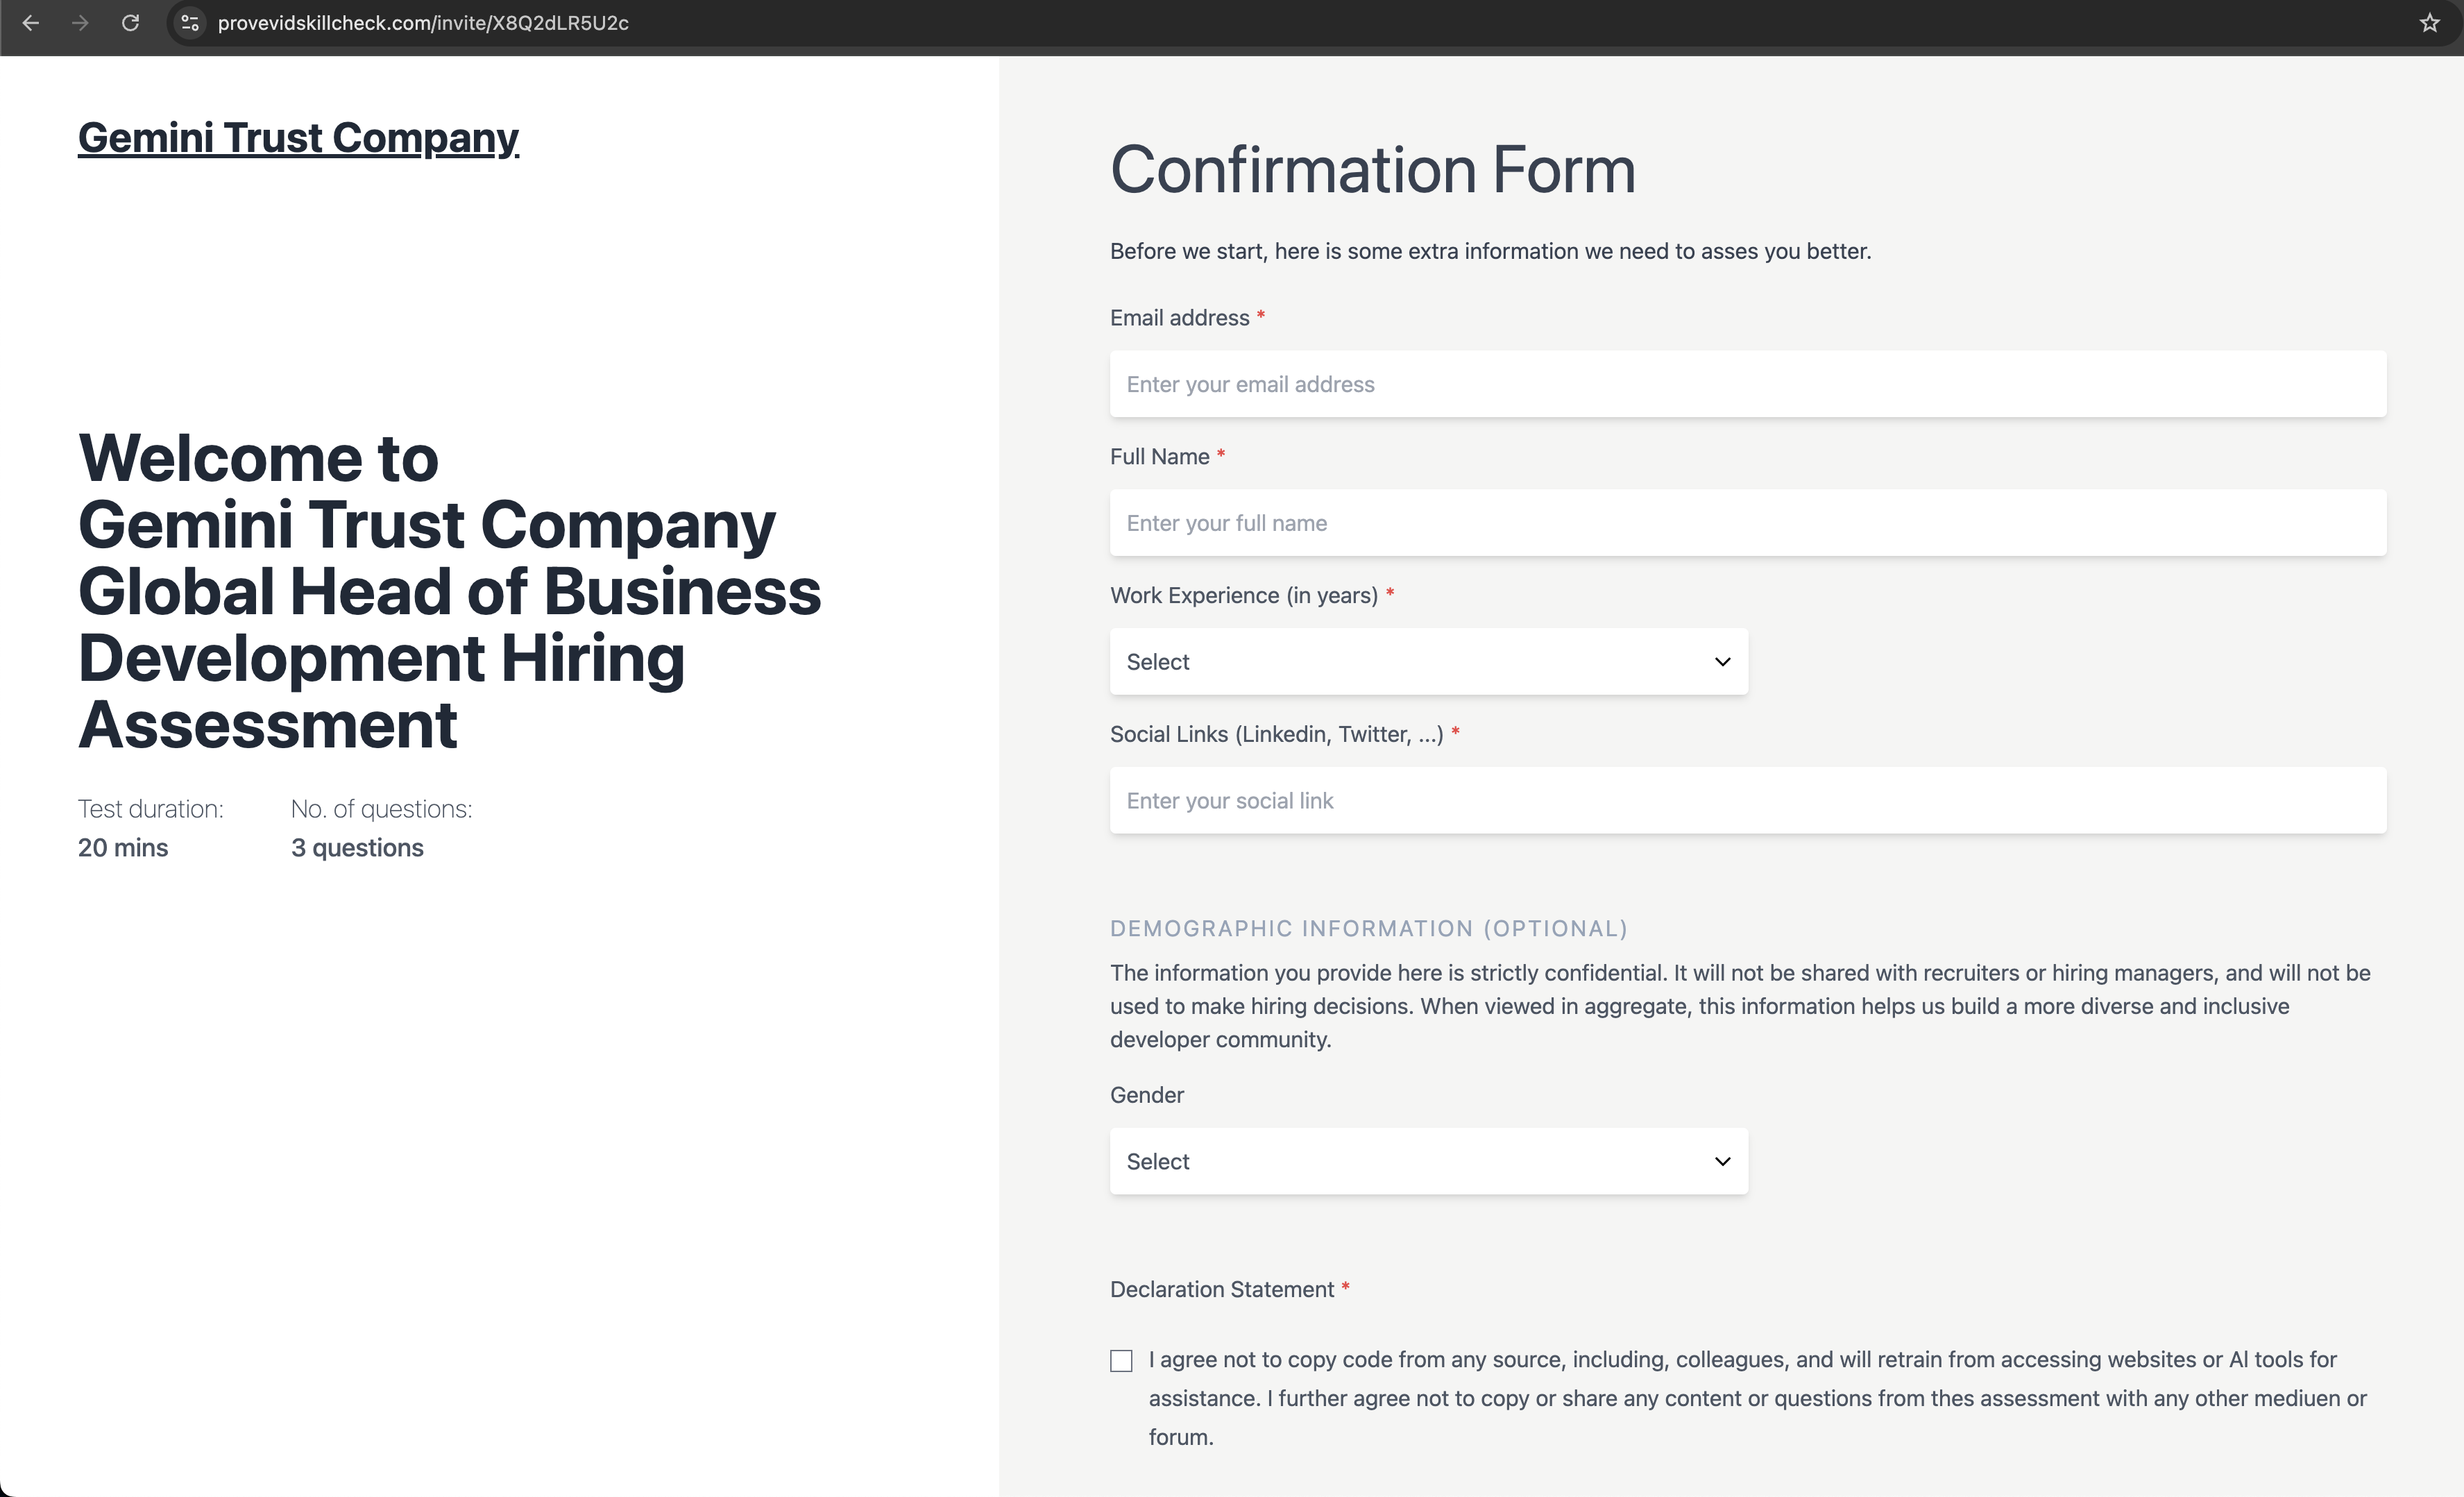 provevidskillcheck.com/invite/X8Q2dLR5U2c
Gemini Trust Company
Welcome to
Gemini Trust Company
Global Head of Business
Development Hiring
Assessment
Test duration:
20 mins
No. of questions:
3 questions
Confirmation Form
Before we start, here is some extra information we need to asses you better.
Email address *
Enter your email address
Full Name *
Enter your full name
Work Experience (in years) *
Select
Social Links (Linkedin, Twitter, ...) *
Enter your social link
DEMOGRAPHIC INFORMATION (OPTIONAL)
The information you provide here is strictly confidential. It will not be shared with recruiters or hiring managers, and will not be
used to make hiring decisions. When viewed in aggregate, this information helps us build a more diverse and inclusive
developer community.
Gender
Select
Declaration Statement *
I agree not to copy code from any source, including, colleagues, and will retrain from accessing websites or Al tools for
assistance. I further agree not to copy or share any content or questions from thes assessment with any other mediuen or
forum.